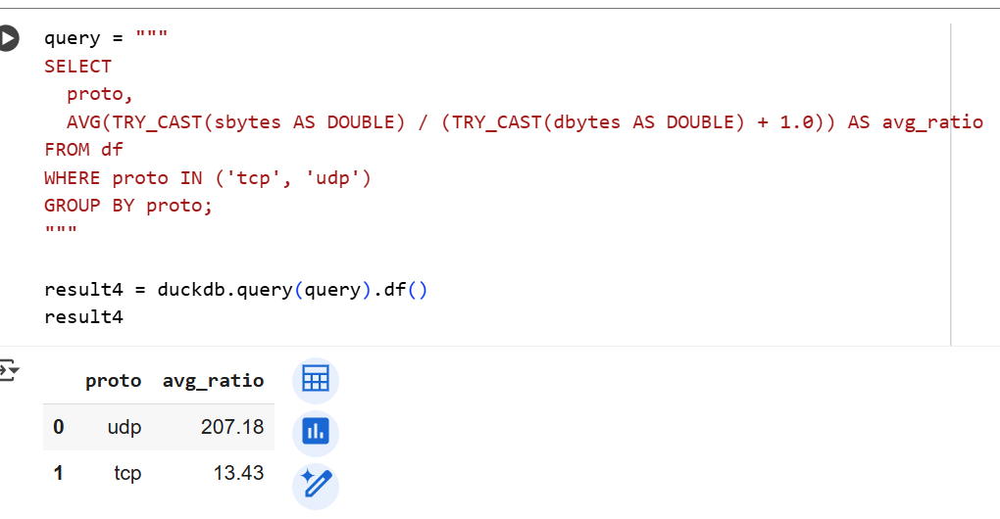 query = """
SELECT
  proto,
  AVG(TRY_CAST(sbytes AS DOUBLE) / (TRY_CAST(dbytes AS DOUBLE) + 1.0)) AS avg_ratio
FROM df
WHERE proto IN ('tcp', 'udp')
GROUP BY proto;
"""
result4 = duckdb.query(query).df()
result4
proto avg_ratio
0 udp 207.18
1 tcp 13.43